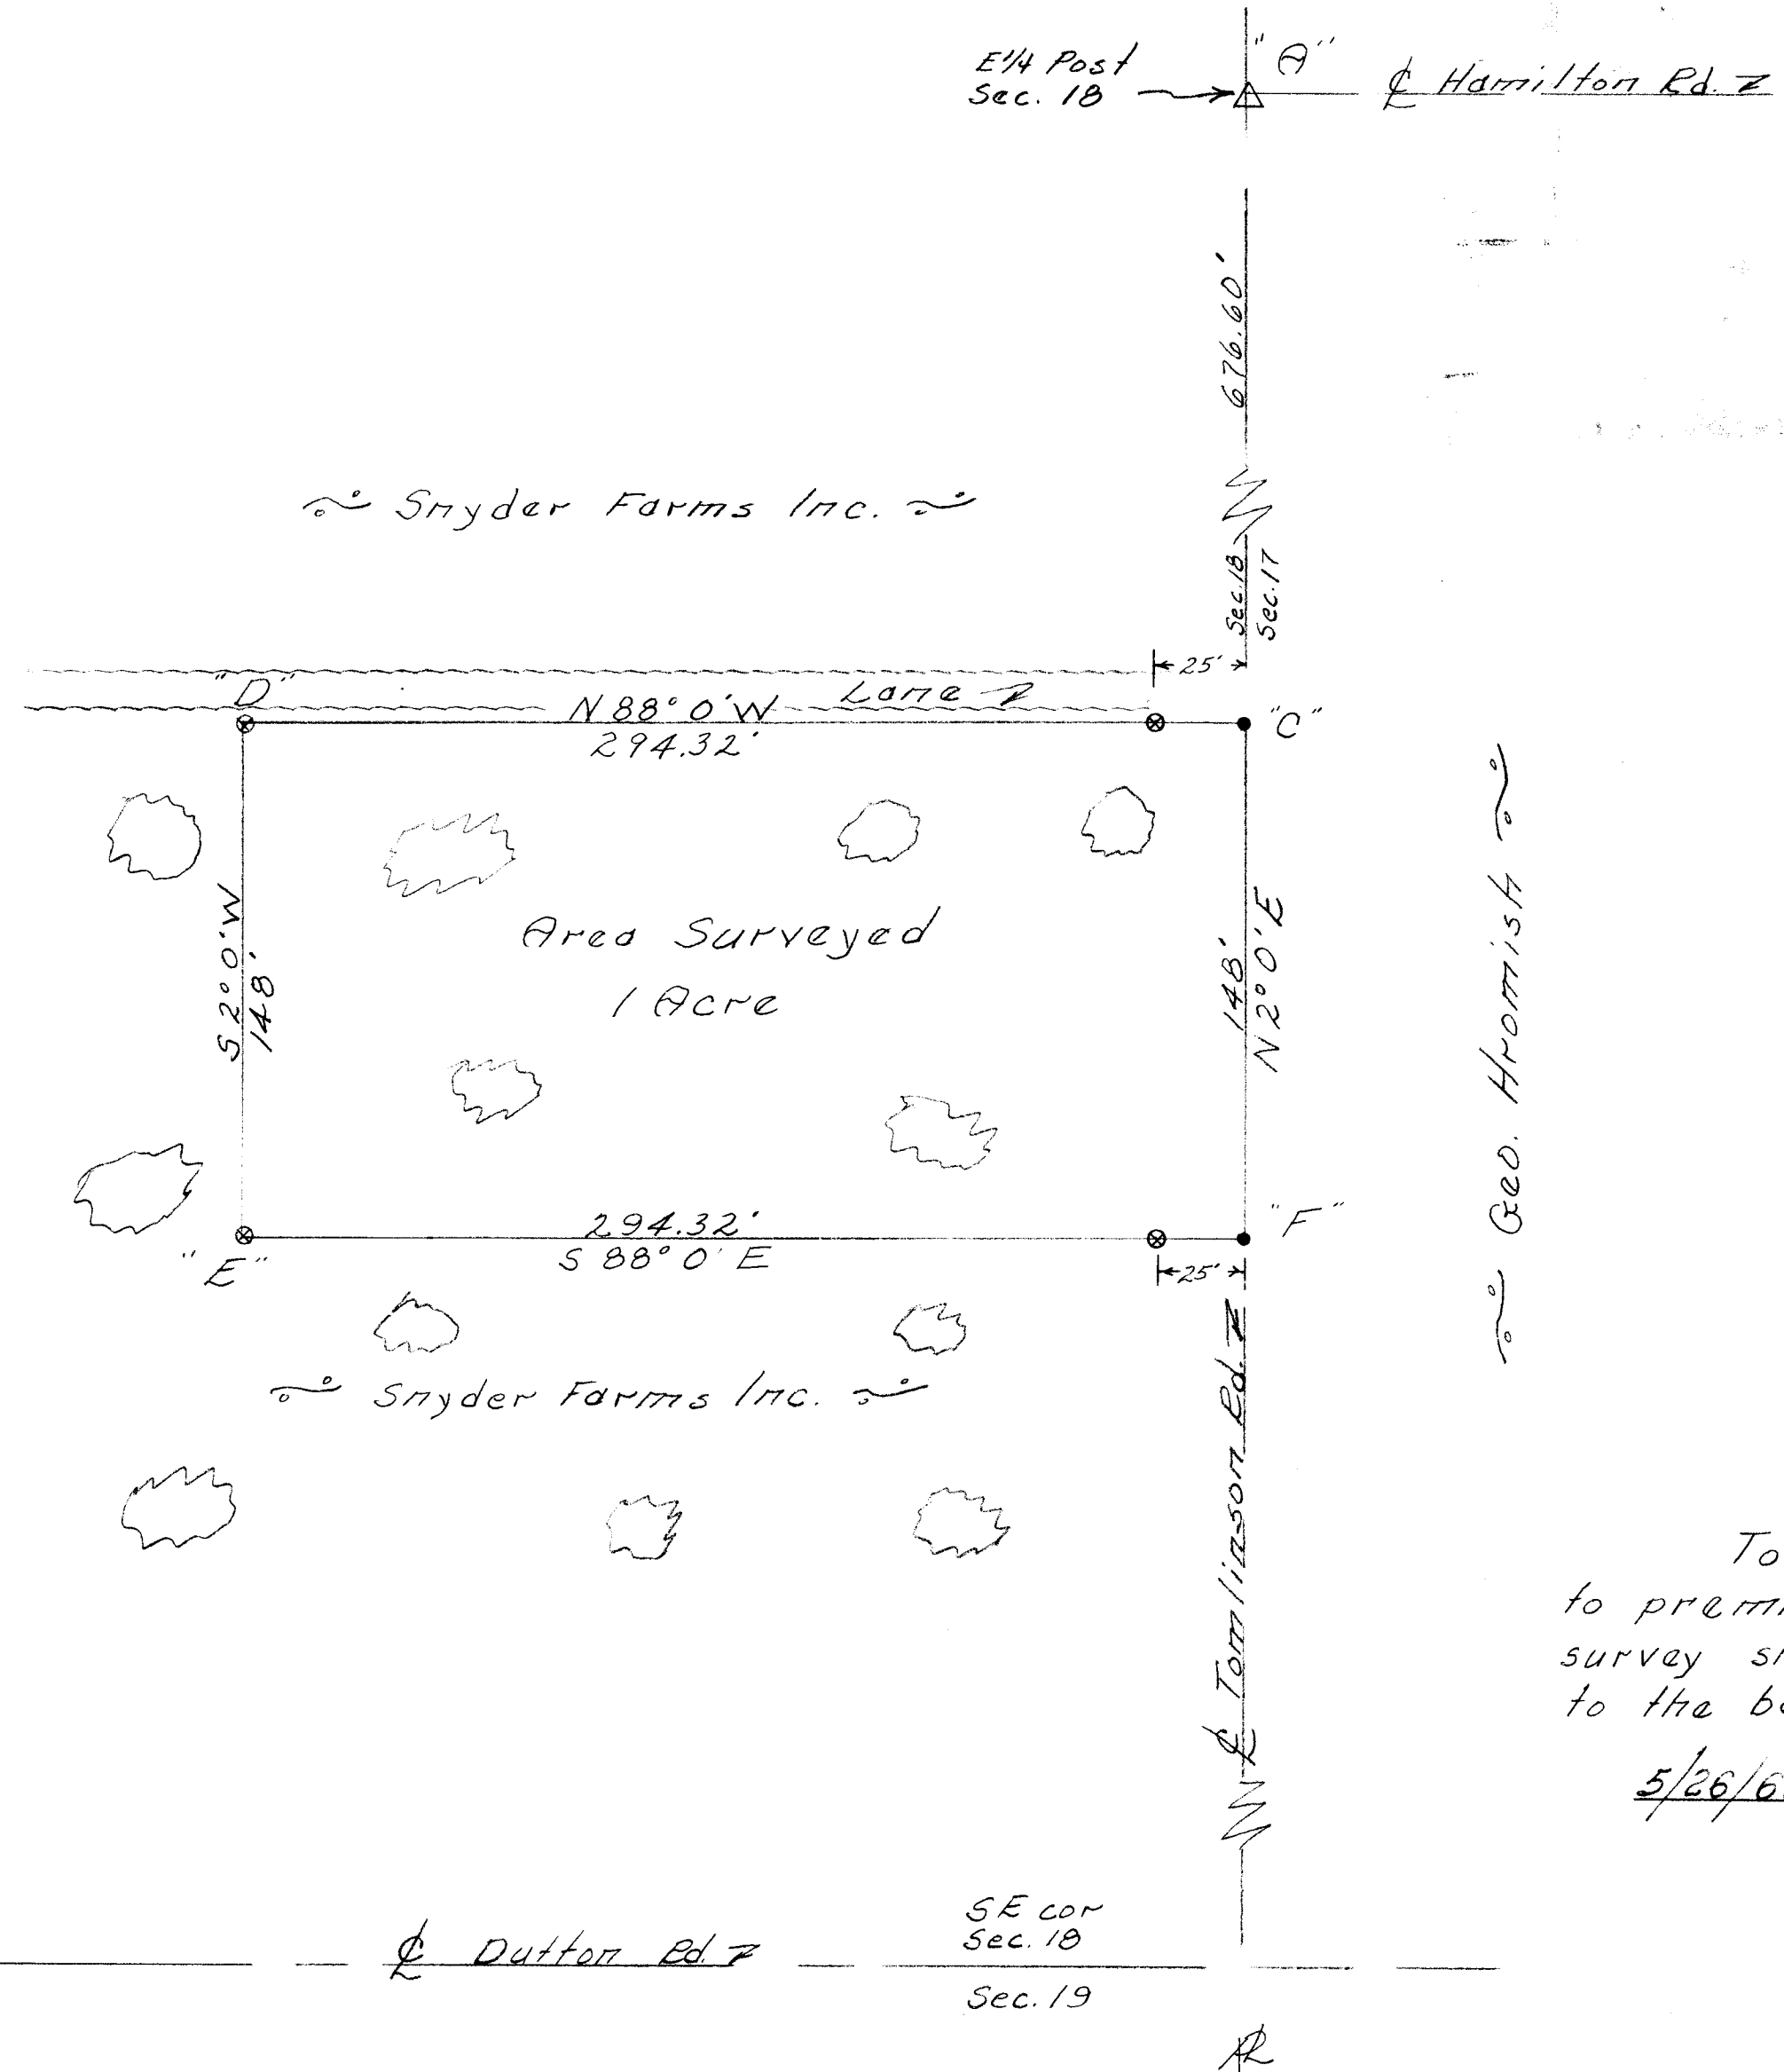 "A"
E 1/4 Post
Sec. 18
℄ Hamilton Rd.
676.60'
Snyder Farms Inc.
Sec. 18
Sec. 17
25'
"D"
Lane
N 88° 0' W
294.32'
"C"
S 2° 0' W
148'
Area Surveyed
1 Acre
148'
N 2° 0' E
Geo. Hromish
294.32'
S 88° 0' E
"E"
"F"
25'
Snyder Farms Inc.
℄ Tomlinson Rd.
To
to prem
survey
to the
5/26/6
SE cor
Sec. 18
℄ Dutton Rd.
Sec. 19